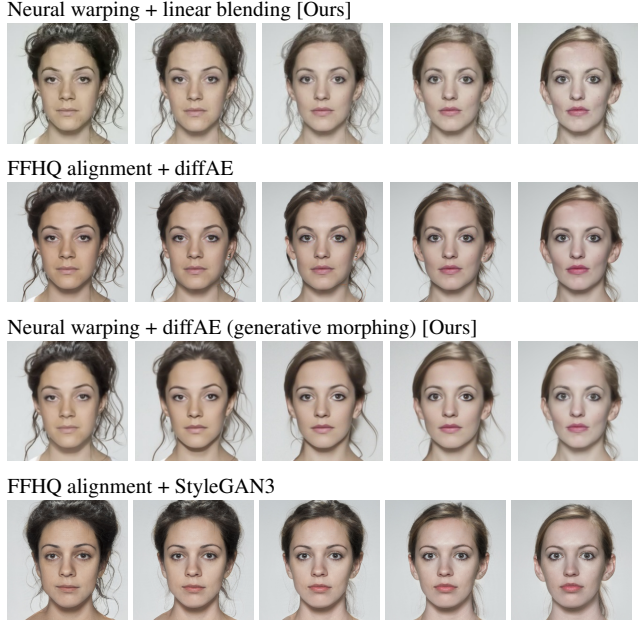 Neural warping + linear blending [Ours]
FFHQ alignment + diffAE
Neural warping + diffAE (generative morphing) [Ours]
FFHQ alignment + StyleGAN3